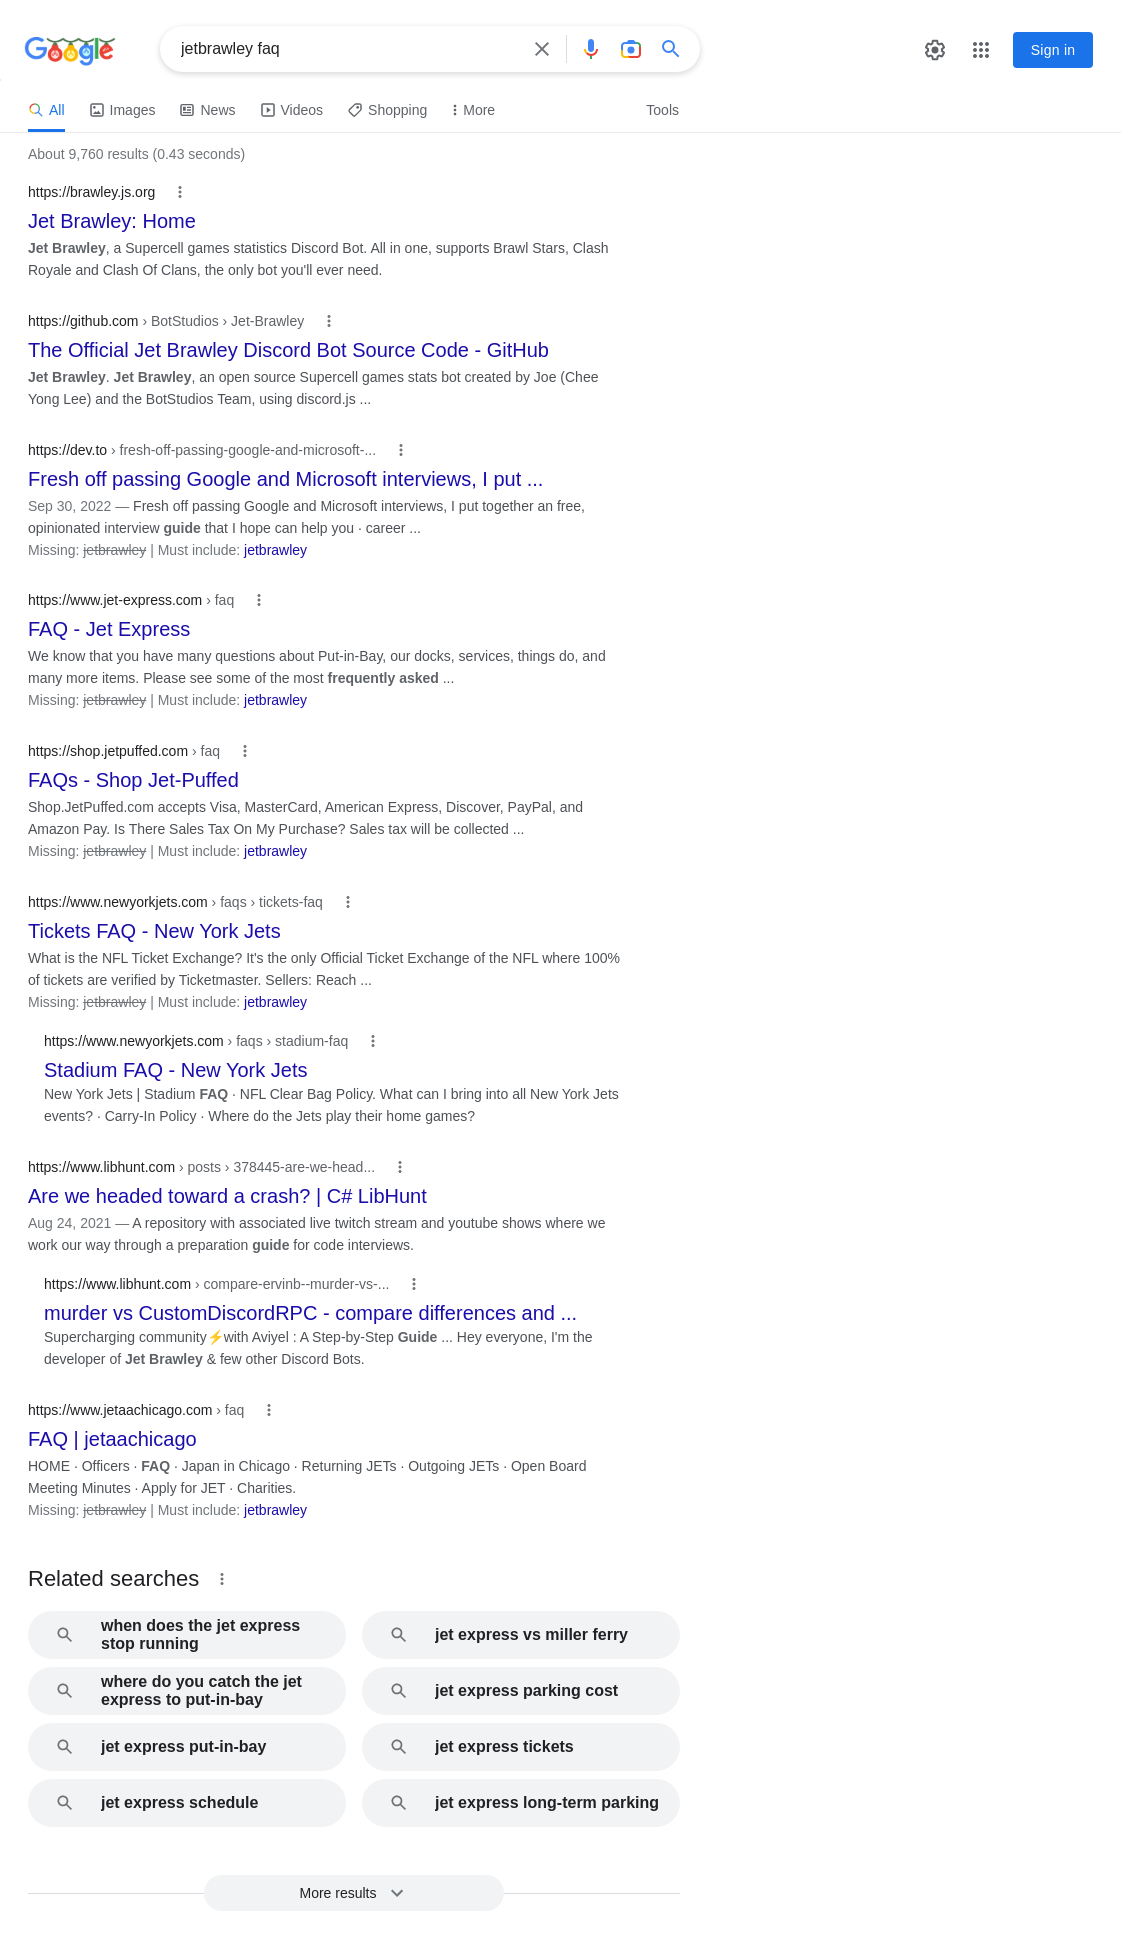 Google
jetbrawley faq
Sign in
All
Images
News
Videos
Shopping
More
Tools
About 9,760 results (0.43 seconds)
https://brawley.js.org
Jet Brawley: Home
Jet Brawley, a Supercell games statistics Discord Bot. All in one, supports Brawl Stars, Clash
Royale and Clash Of Clans, the only bot you'll ever need.
https://github.com › BotStudios › Jet-Brawley
The Official Jet Brawley Discord Bot Source Code - GitHub
Jet Brawley. Jet Brawley, an open source Supercell games stats bot created by Joe (Chee
Yong Lee) and the BotStudios Team, using discord.js ...
https://dev.to › fresh-off-passing-google-and-microsoft-...
Fresh off passing Google and Microsoft interviews, I put ...
Sep 30, 2022 — Fresh off passing Google and Microsoft interviews, I put together an free,
opinionated interview guide that I hope can help you · career ...
Missing: jetbrawley | Must include: jetbrawley
https://www.jet-express.com › faq
FAQ - Jet Express
We know that you have many questions about Put-in-Bay, our docks, services, things do, and
many more items. Please see some of the most frequently asked ...
Missing: jetbrawley | Must include: jetbrawley
https://shop.jetpuffed.com › faq
FAQs - Shop Jet-Puffed
Shop.JetPuffed.com accepts Visa, MasterCard, American Express, Discover, PayPal, and
Amazon Pay. Is There Sales Tax On My Purchase? Sales tax will be collected ...
Missing: jetbrawley | Must include: jetbrawley
https://www.newyorkjets.com › faqs › tickets-faq
Tickets FAQ - New York Jets
What is the NFL Ticket Exchange? It's the only Official Ticket Exchange of the NFL where 100%
of tickets are verified by Ticketmaster. Sellers: Reach ...
Missing: jetbrawley | Must include: jetbrawley
https://www.newyorkjets.com › faqs › stadium-faq
Stadium FAQ - New York Jets
New York Jets | Stadium FAQ · NFL Clear Bag Policy. What can I bring into all New York Jets
events? · Carry-In Policy · Where do the Jets play their home games?
https://www.libhunt.com › posts › 378445-are-we-head...
Are we headed toward a crash? | C# LibHunt
Aug 24, 2021 — A repository with associated live twitch stream and youtube shows where we
work our way through a preparation guide for code interviews.
https://www.libhunt.com › compare-ervinb--murder-vs-...
murder vs CustomDiscordRPC - compare differences and ...
Supercharging community⚡with Aviyel : A Step-by-Step Guide ... Hey everyone, I'm the
developer of Jet Brawley & few other Discord Bots.
https://www.jetaachicago.com › faq
FAQ | jetaachicago
HOME · Officers · FAQ · Japan in Chicago · Returning JETs · Outgoing JETs · Open Board
Meeting Minutes · Apply for JET · Charities.
Missing: jetbrawley | Must include: jetbrawley
Related searches
when does the jet express
stop running
jet express vs miller ferry
where do you catch the jet
express to put-in-bay
jet express parking cost
jet express put-in-bay
jet express tickets
jet express schedule
jet express long-term parking
More results